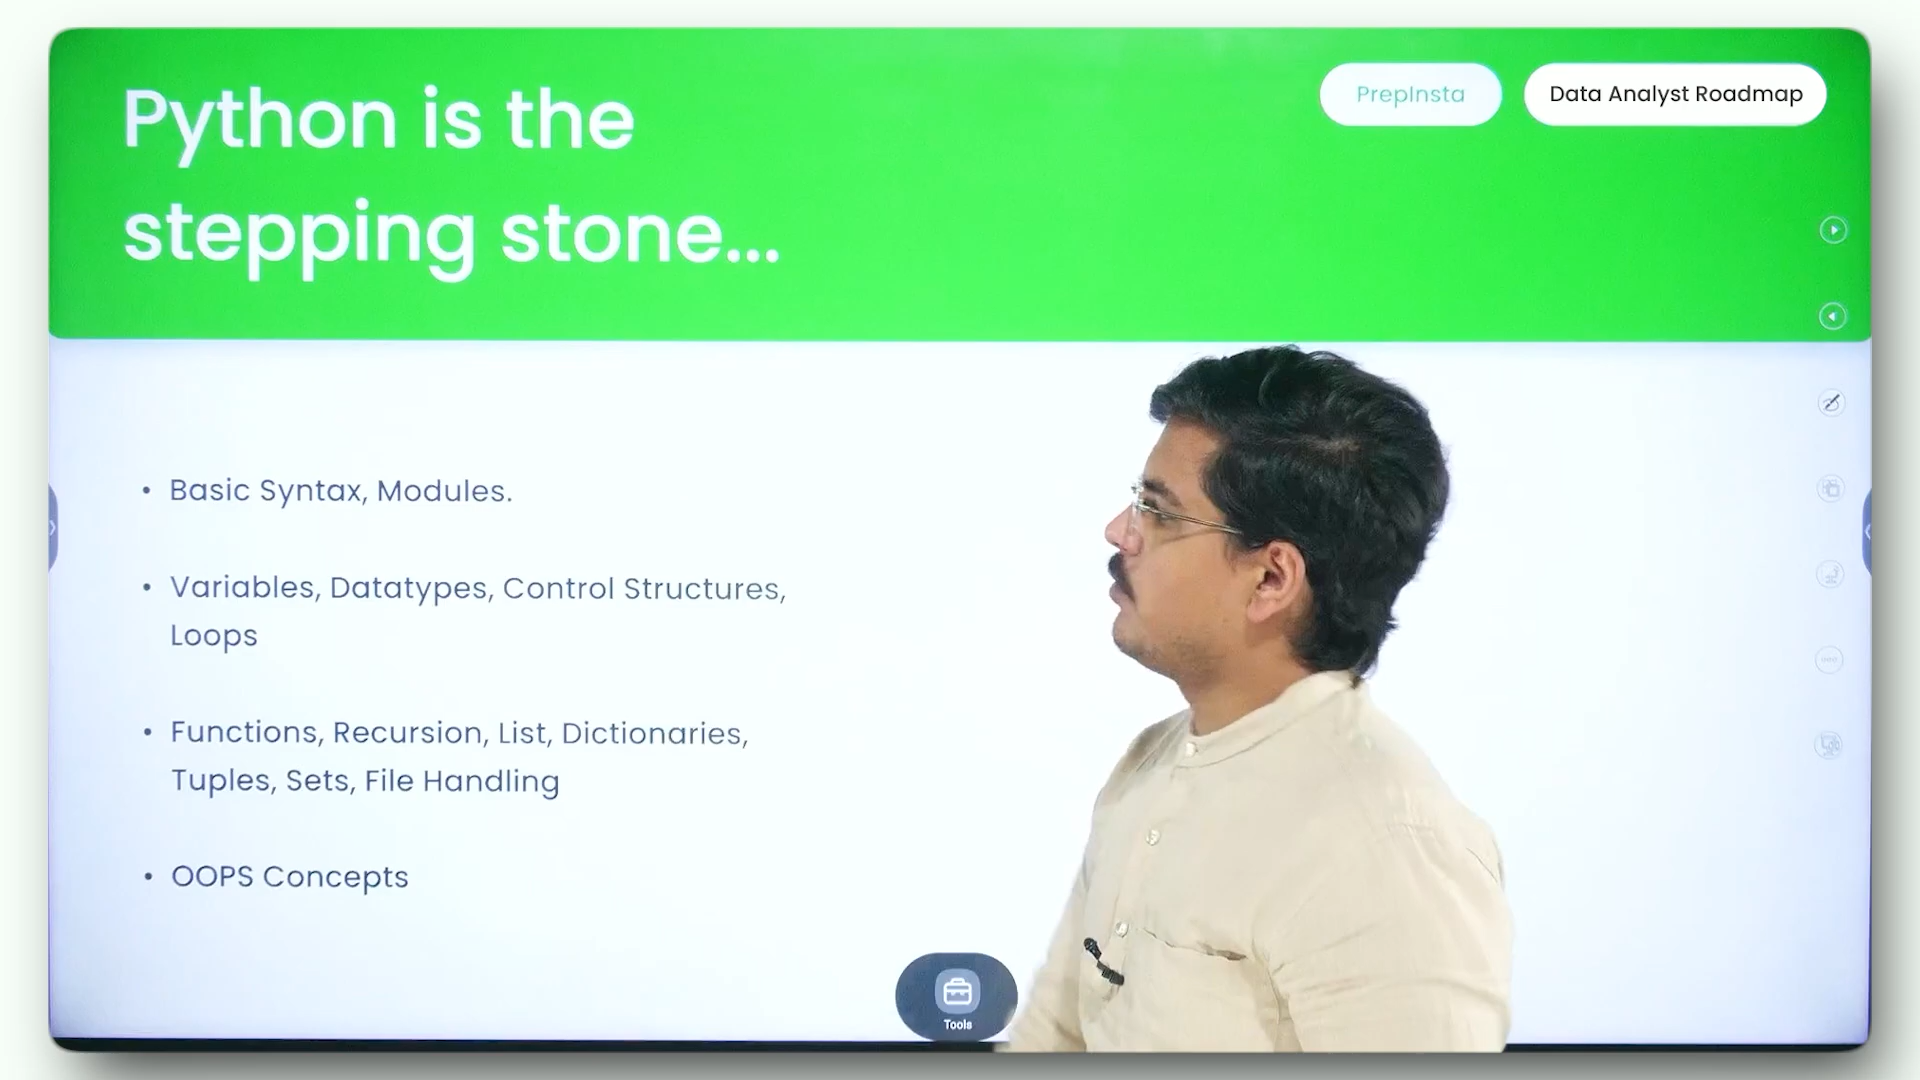 Python is the
stepping stone...
PrepInsta
Data Analyst Roadmap
• Basic Syntax, Modules.
• Variables, Datatypes, Control Structures,
Loops
• Functions, Recursion, List, Dictionaries,
Tuples, Sets, File Handling
• OOPS Concepts
Tools